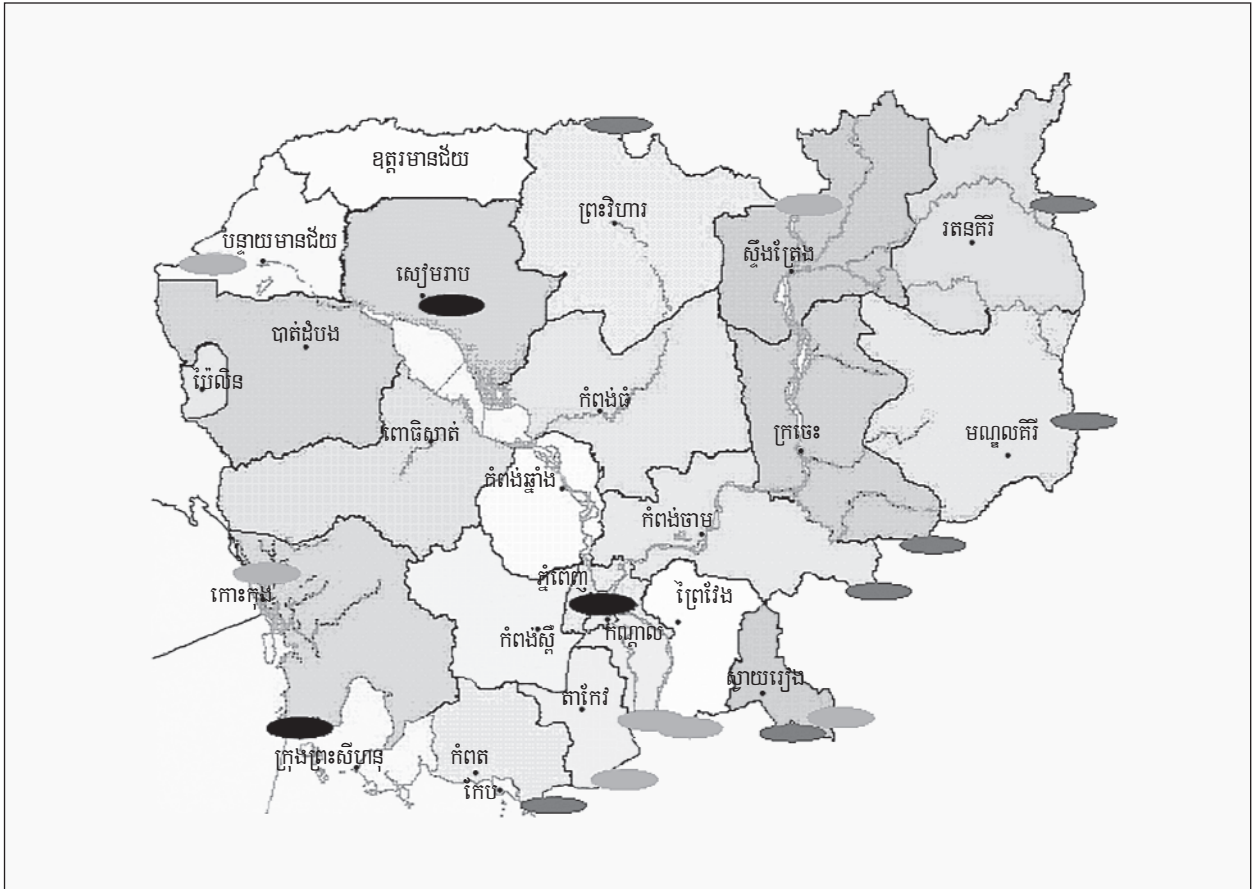 ឧត្តរមានជ័យ
ព្រះវិហារ
រតនគិរី
បន្ទាយមានជ័យ
ស្ទឹងត្រែង
សៀមរាប
បាត់ដំបង
ប៉ៃលិន
កំពង់ធំ
ពោធិសាត់
ក្រចេះ
មណ្ឌលគិរី
កំពង់ឆ្នាំង
កំពង់ចាម
ភ្នំពេញ
កោះកុង
ព្រៃវែង
កំពង់ស្ពឺ
កណ្តាល
ស្វាយរៀង
តាកែវ
ក្រុងព្រះសីហនុ
កំពត
កែប